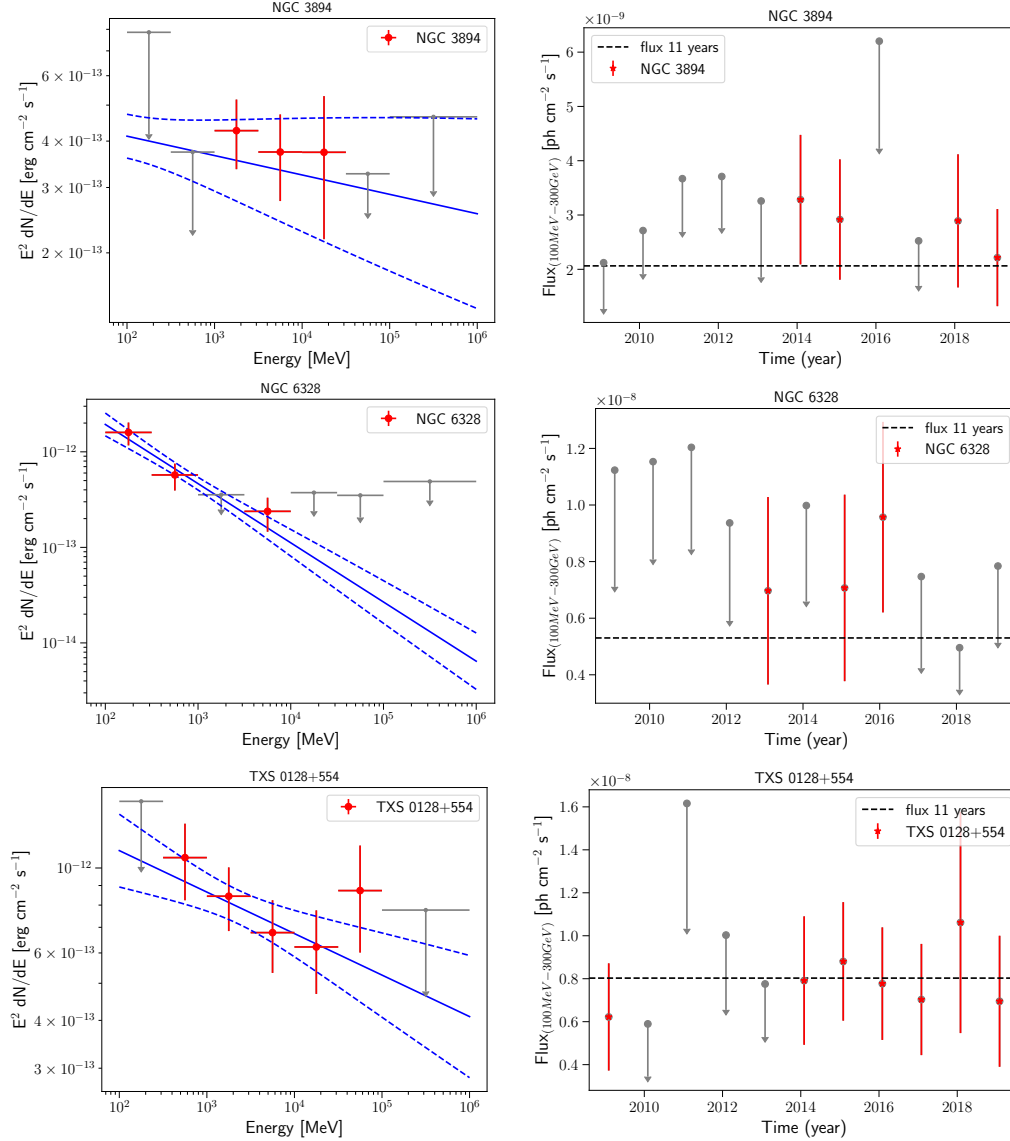 NGC 3894
NGC 3894
6 × 10⁻¹³
4 × 10⁻¹³
3 × 10⁻¹³
2 × 10⁻¹³
E² dN/dE [erg cm⁻² s⁻¹]
10² 10³ 10⁴ 10⁵ 10⁶
Energy [MeV]
NGC 3894
×10⁻⁹
flux 11 years
NGC 3894
6
5
4
3
2
Flux(100MeV−300GeV) [ph cm⁻² s⁻¹]
2010 2012 2014 2016 2018
Time (year)
NGC 6328
NGC 6328
10⁻¹²
10⁻¹³
10⁻¹⁴
E² dN/dE [erg cm⁻² s⁻¹]
10² 10³ 10⁴ 10⁵ 10⁶
Energy [MeV]
NGC 6328
×10⁻⁸
flux 11 years
NGC 6328
1.2
1.0
0.8
0.6
0.4
Flux(100MeV−300GeV) [ph cm⁻² s⁻¹]
2010 2012 2014 2016 2018
Time (year)
TXS 0128+554
TXS 0128+554
10⁻¹²
6 × 10⁻¹³
4 × 10⁻¹³
3 × 10⁻¹³
E² dN/dE [erg cm⁻² s⁻¹]
10² 10³ 10⁴ 10⁵ 10⁶
Energy [MeV]
TXS 0128+554
×10⁻⁸
flux 11 years
TXS 0128+554
1.6
1.4
1.2
1.0
0.8
0.6
0.4
Flux(100MeV−300GeV) [ph cm⁻² s⁻¹]
2010 2012 2014 2016 2018
Time (year)